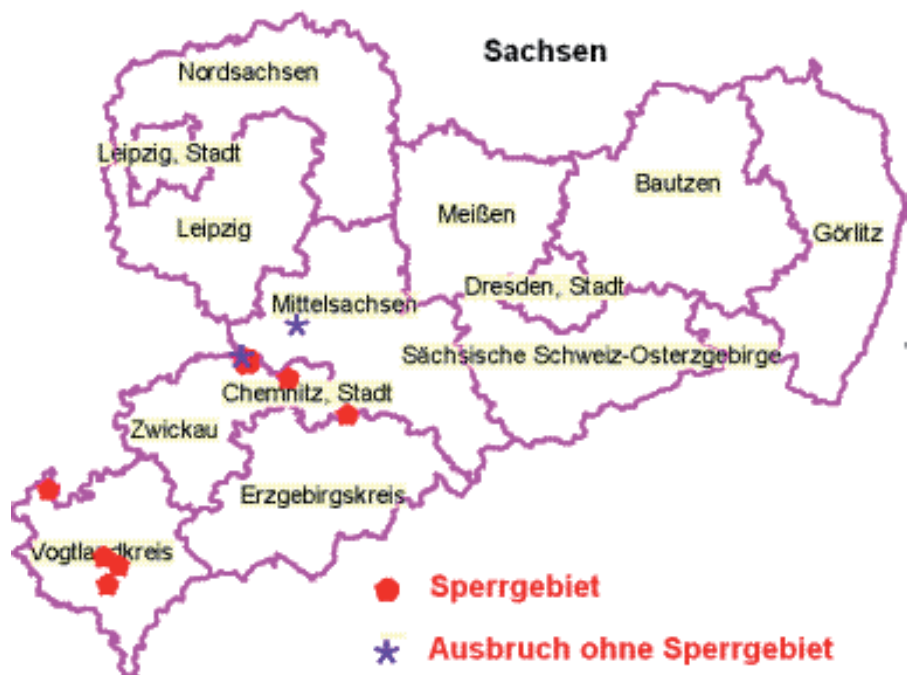 Sachsen
Nordsachsen
Leipzig, Stadt
Bautzen
Meißen
Leipzig
Görlitz
Dresden, Stadt
Mittelsachsen
Sächsische Schweiz-Osterzgebirge
Chemnitz, Stadt
Zwickau
Erzgebirgskreis
Vogtlandkreis
Sperrgebiet
Ausbruch ohne Sperrgebiet